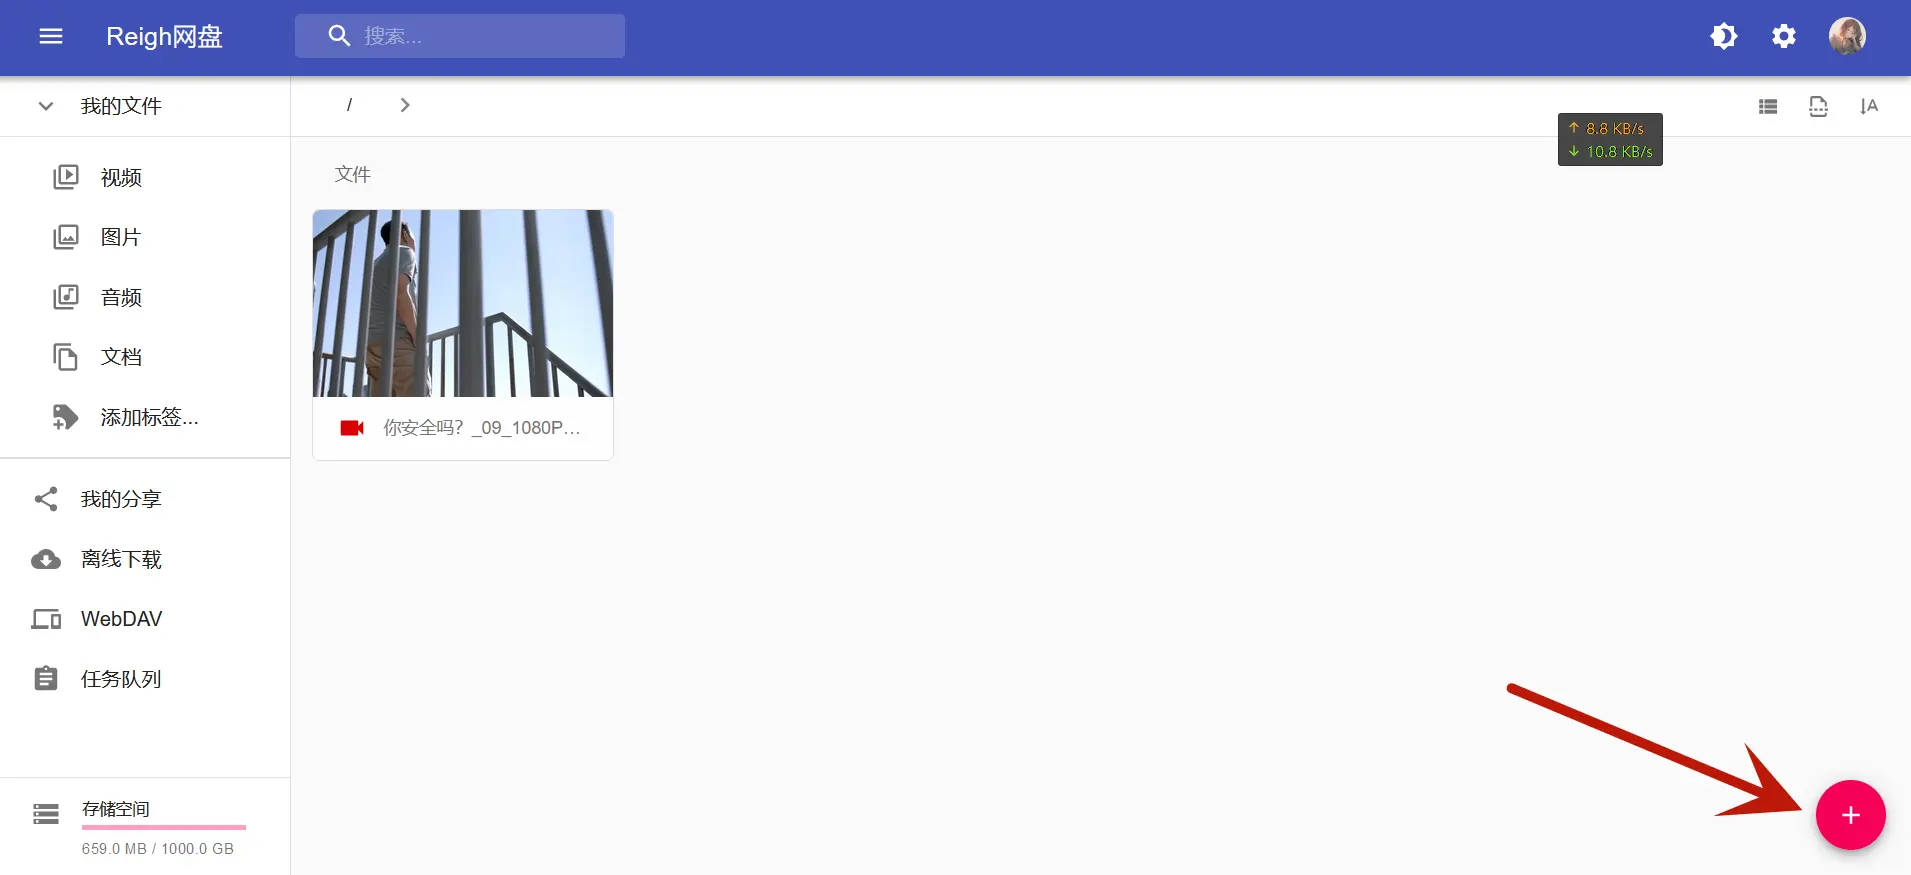 Reigh网盘
搜索...
我的文件
/
8.8 KB/s
10.8 KB/s
视频
图片
音频
文档
添加标签...
文件
你安全吗？_09_1080P...
我的分享
离线下载
WebDAV
任务队列
存储空间
659.0 MB / 1000.0 GB